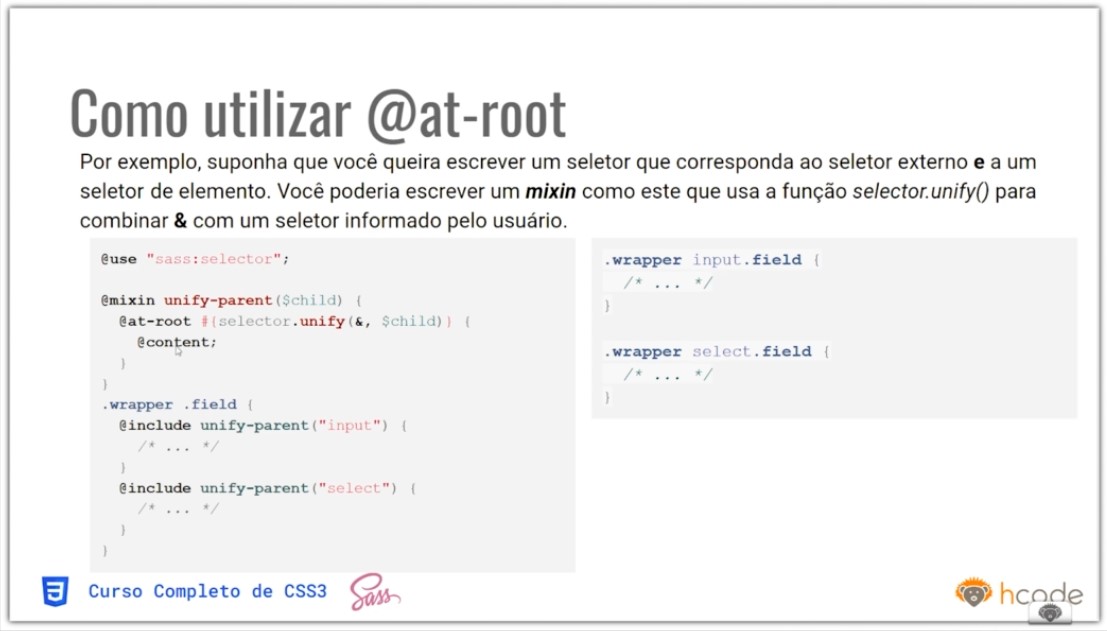 Como utilizar @at-root
Por exemplo, suponha que você queira escrever um seletor que corresponda ao seletor externo e a um
seletor de elemento. Você poderia escrever um mixin como este que usa a função selector.unify() para
combinar & com um seletor informado pelo usuário.
@use "sass:selector";
@mixin unify-parent($child) {
@at-root #{selector.unify(&, $child)} {
@content;
}
}
.wrapper .field {
@include unify-parent("input") {
/* ... */
}
@include unify-parent("select") {
/* ... */
}
}
.wrapper input.field {
/* ... */
}
.wrapper select.field {
/* ... */
}
Curso Completo de CSS3
Sass
hcode